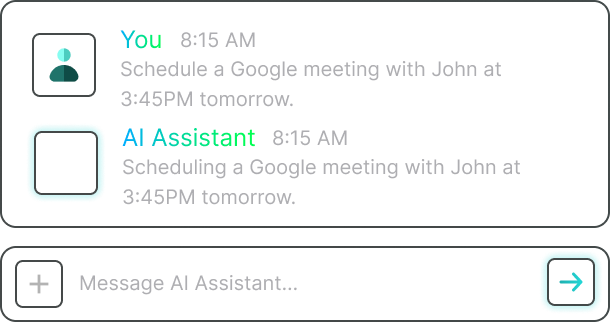 You 8:15 AM
Schedule a Google meeting with John at
3:45PM tomorrow.
AI Assistant 8:15 AM
Scheduling a Google meeting with John at
3:45PM tomorrow.
Message AI Assistant...